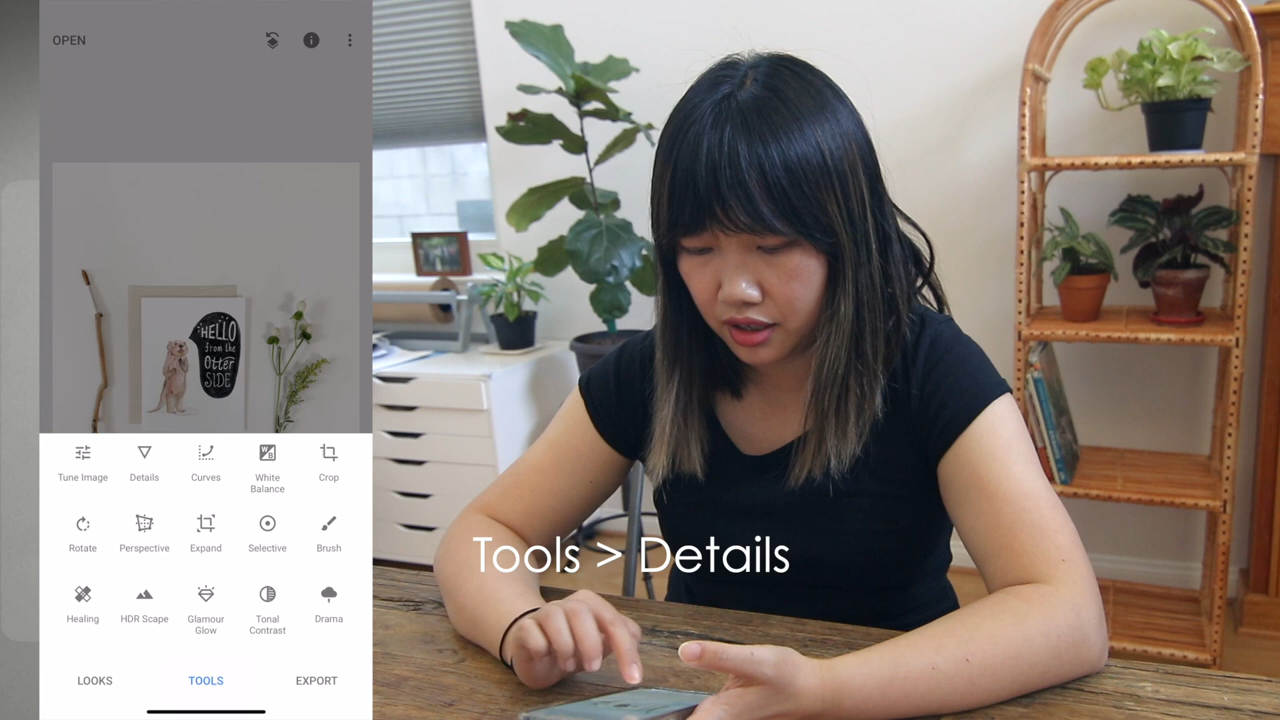 OPEN
HELLO
from the
Otter
SIDE
Tune Image
Details
Curves
White
Balance
Crop
Rotate
Perspective
Expand
Selective
Brush
Healing
HDR Scape
Glamour
Glow
Tonal
Contrast
Drama
LOOKS
TOOLS
EXPORT
Tools > Details